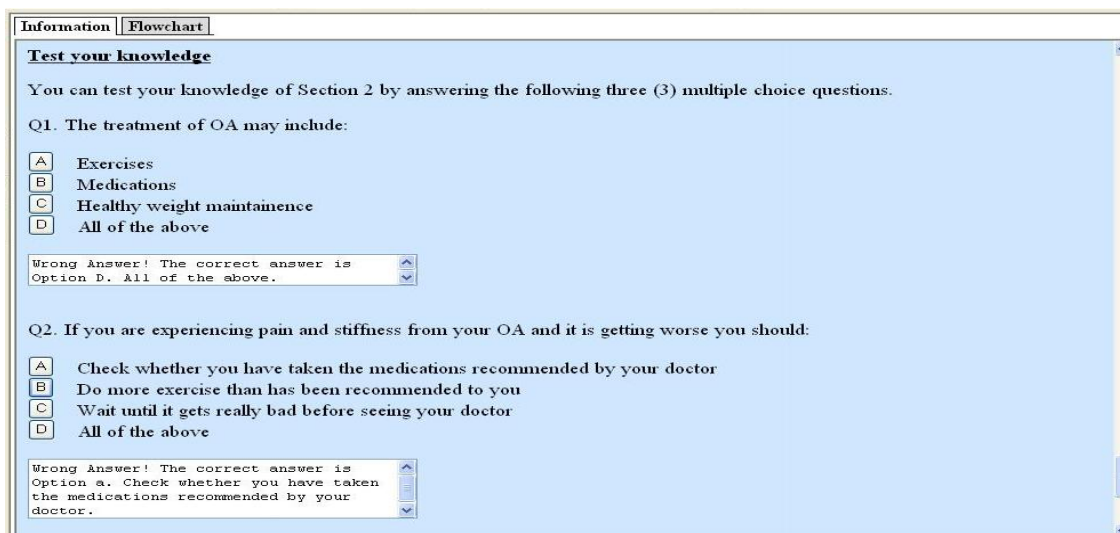 Information Flowchart
Test your knowledge
You can test your knowledge of Section 2 by answering the following three (3) multiple choice questions.
Q1. The treatment of OA may include:
A Exercises
B Medications
C Healthy weight maintainence
D All of the above
Wrong Answer! The correct answer is
Option D. All of the above.
Q2. If you are experiencing pain and stiffness from your OA and it is getting worse you should:
A Check whether you have taken the medications recommended by your doctor
B Do more exercise than has been recommended to you
C Wait until it gets really bad before seeing your doctor
D All of the above
Wrong Answer! The correct answer is
Option a. Check whether you have taken
the medications recommended by your
doctor.